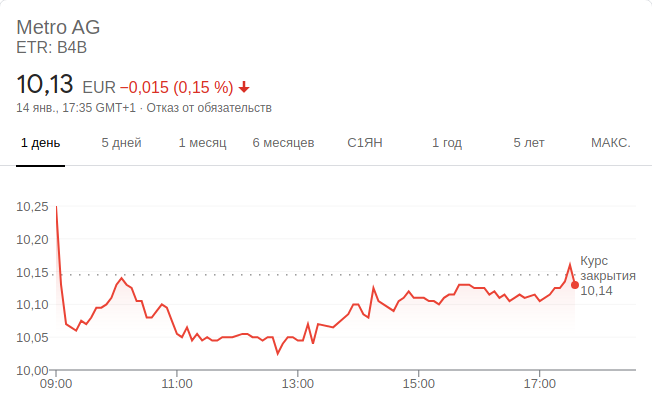 Metro AG
ETR: B4B
10,13 EUR −0,015 (0,15 %)
14 янв., 17:35 GMT+1 · Отказ от обязательств
1 день 5 дней 1 месяц 6 месяцев С1ЯН 1 год 5 лет МАКС.
10,25
10,20
10,15
10,10
10,05
10,00
Курс
закрытия
10,14
09:00 11:00 13:00 15:00 17:00